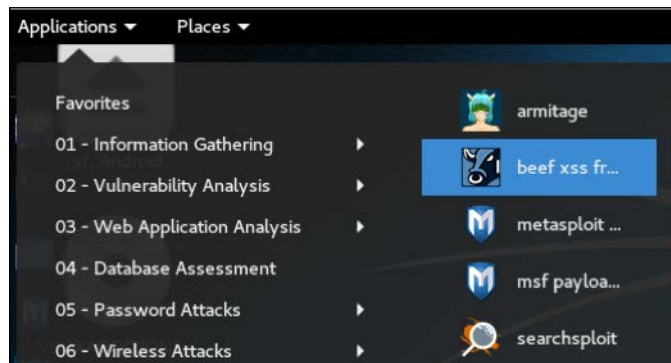 Applications Places
Favorites
01 - Information Gathering
02 - Vulnerability Analysis
03 - Web Application Analysis
04 - Database Assessment
05 - Password Attacks
06 - Wireless Attacks
armitage
beef xss fr...
metasploit ...
msf payloa...
searchsploit